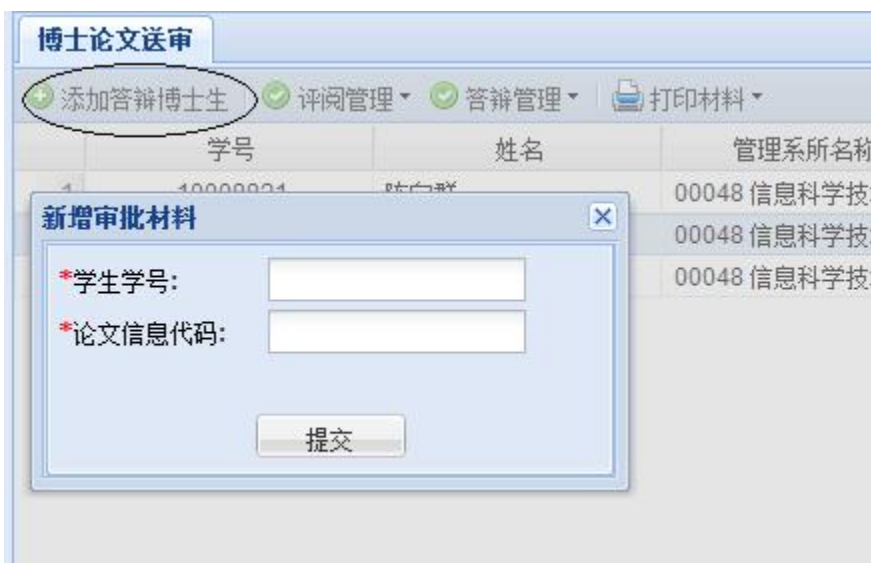 博士论文送审
添加答辩博士生 评阅管理 答辩管理 打印材料
学号 姓名 管理系所名称
00048 信息科学技
新增审批材料
00048 信息科学技
*学生学号:
00048 信息科学技
*论文信息代码:
提交